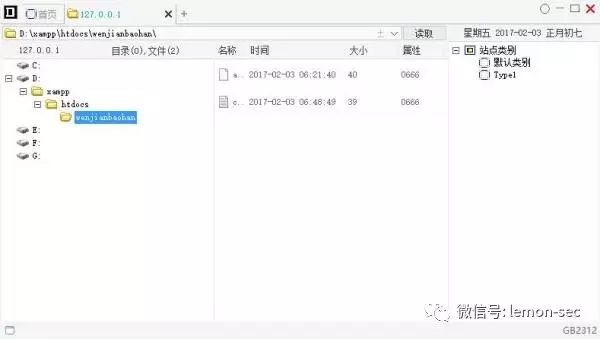 首页
127.0.0.1
D:\xampp\htdocs\wenjianbaohan\
读取
星期五 2017-02-03 正月初七
127.0.0.1
目录(0),文件(2)
名称 时间 大小 属性
站点类别
默认类别
Type1
C:
D:
xampp
htdocs
wenjianbaohan
E:
F:
G:
a.. 2017-02-03 06:21:40 40 0666
c... 2017-02-03 06:48:49 39 0666
微信号: lemon-sec
GB2312